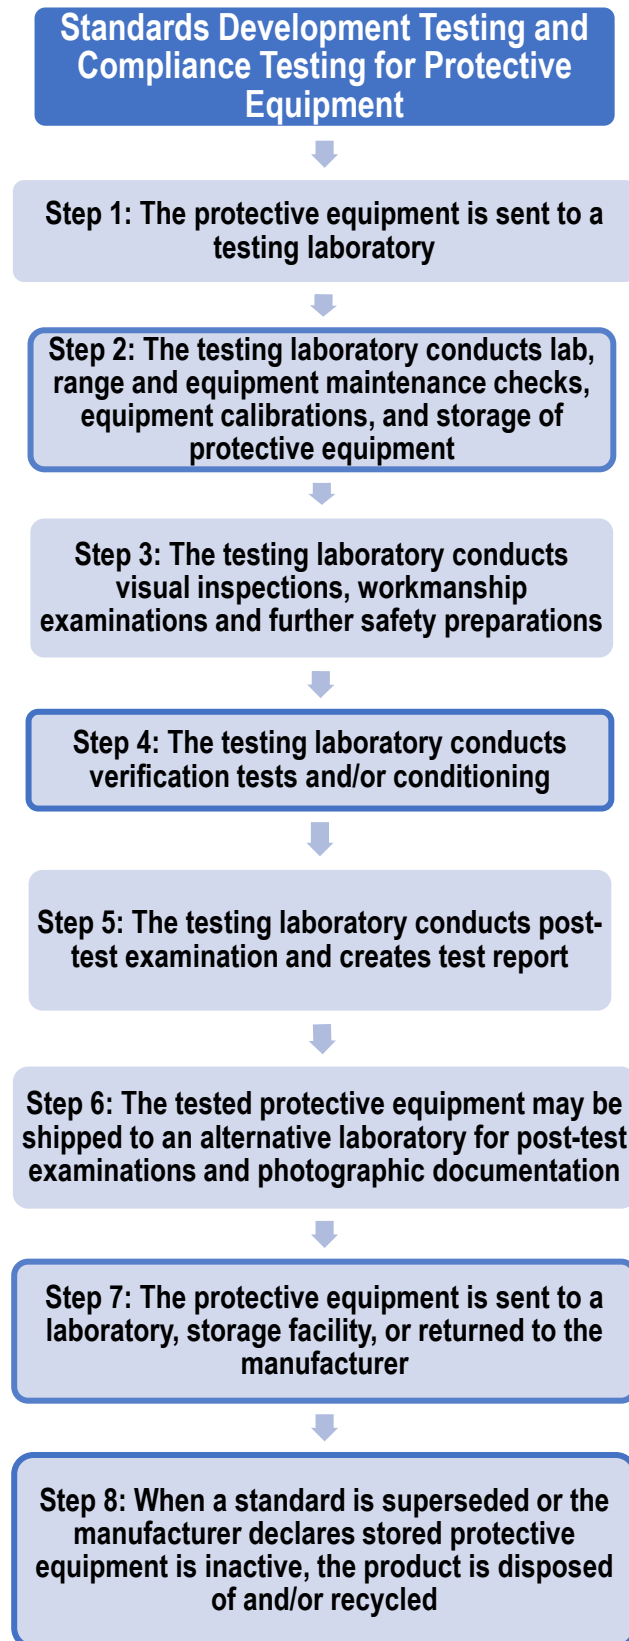 Standards Development Testing and
Compliance Testing for Protective
Equipment
Step 1: The protective equipment is sent to a
testing laboratory
Step 2: The testing laboratory conducts lab,
range and equipment maintenance checks,
equipment calibrations, and storage of
protective equipment
Step 3: The testing laboratory conducts
visual inspections, workmanship
examinations and further safety preparations
Step 4: The testing laboratory conducts
verification tests and/or conditioning
Step 5: The testing laboratory conducts post-
test examination and creates test report
Step 6: The tested protective equipment may be
shipped to an alternative laboratory for post-test
examinations and photographic documentation
Step 7: The protective equipment is sent to a
laboratory, storage facility, or returned to the
manufacturer
Step 8: When a standard is superseded or the
manufacturer declares stored protective
equipment is inactive, the product is disposed
of and/or recycled